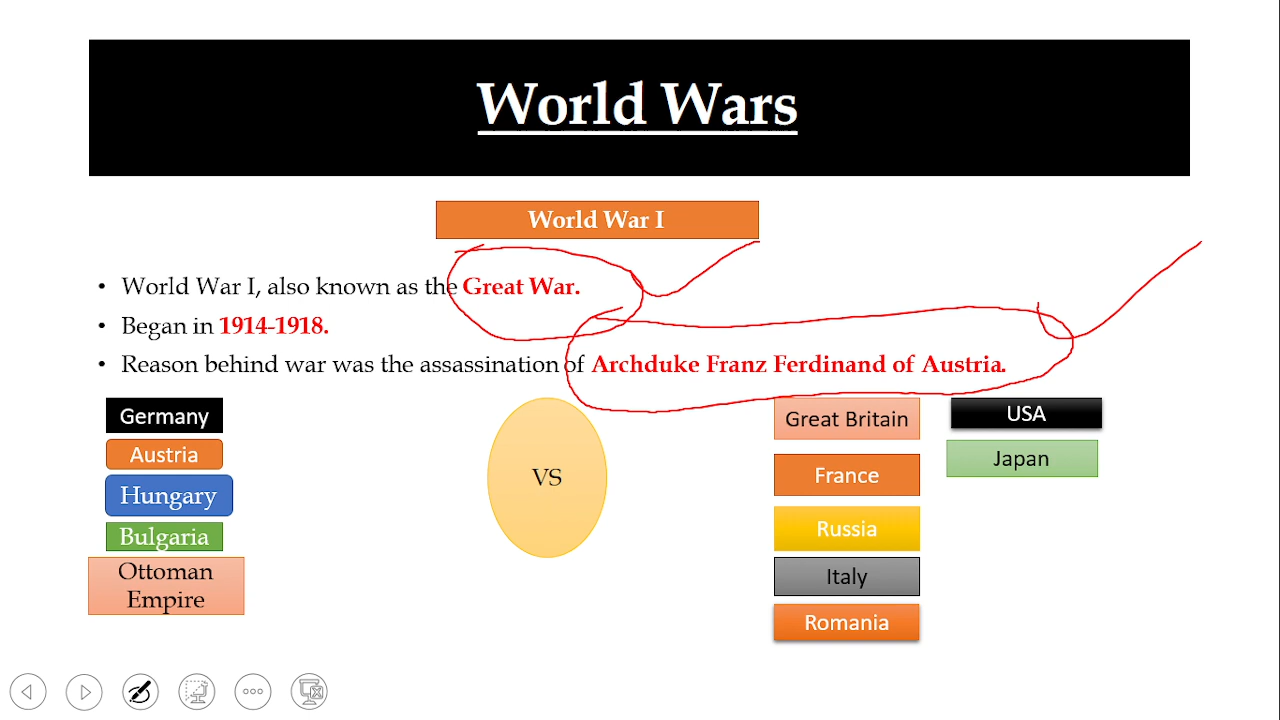 World Wars
World War I
• World War I, also known as the Great War.
• Began in 1914-1918.
• Reason behind war was the assassination of Archduke Franz Ferdinand of Austria.
Germany
Austria
Hungary
Bulgaria
Ottoman
Empire
VS
Great Britain
France
Russia
Italy
Romania
USA
Japan